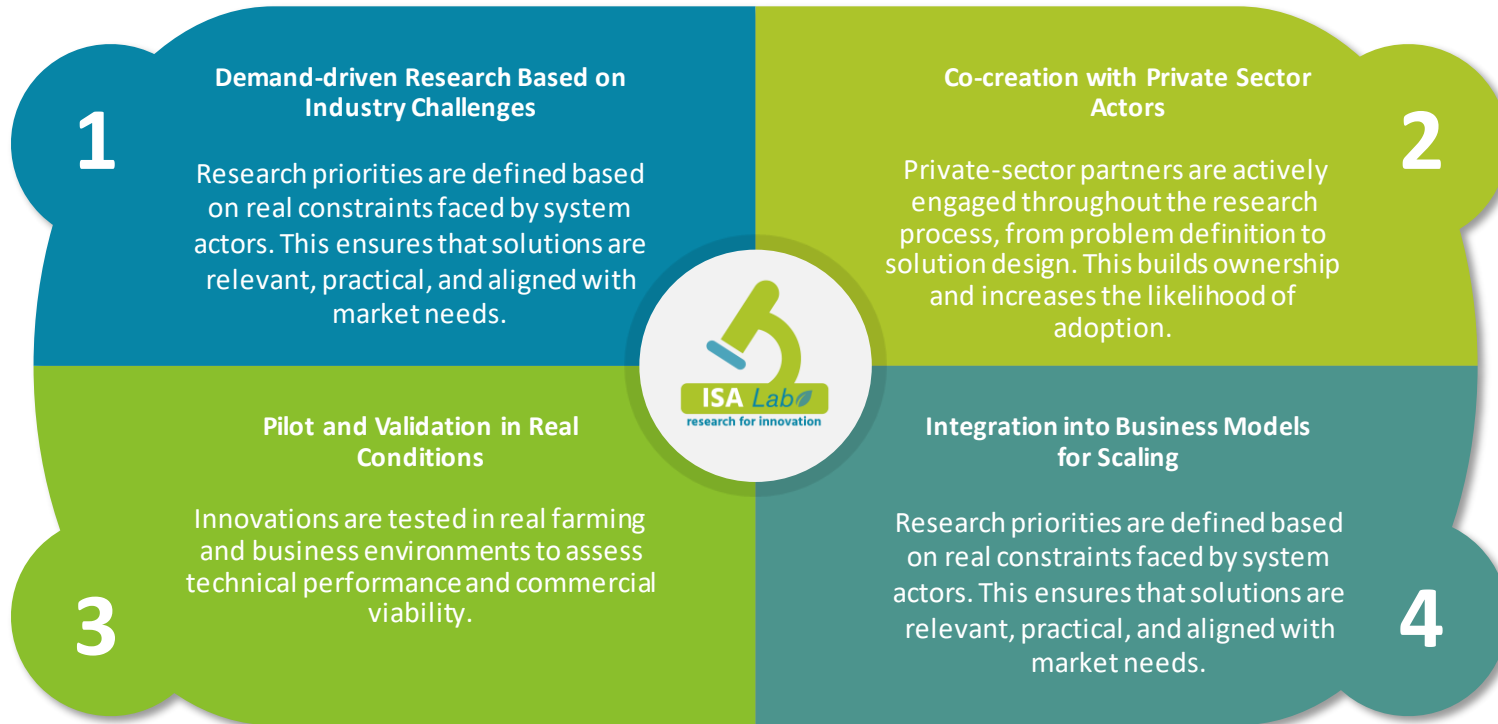 1
Demand-driven Research Based on
Industry Challenges
Research priorities are defined based
on real constraints faced by system
actors. This ensures that solutions are
relevant, practical, and aligned with
market needs.
2
Co-creation with Private Sector
Actors
Private-sector partners are actively
engaged throughout the research
process, from problem definition to
solution design. This builds ownership
and increases the likelihood of
adoption.
ISA Lab
research for innovation
3
Pilot and Validation in Real
Conditions
Innovations are tested in real farming
and business environments to assess
technical performance and commercial
viability.
4
Integration into Business Models
for Scaling
Research priorities are defined based
on real constraints faced by system
actors. This ensures that solutions are
relevant, practical, and aligned with
market needs.